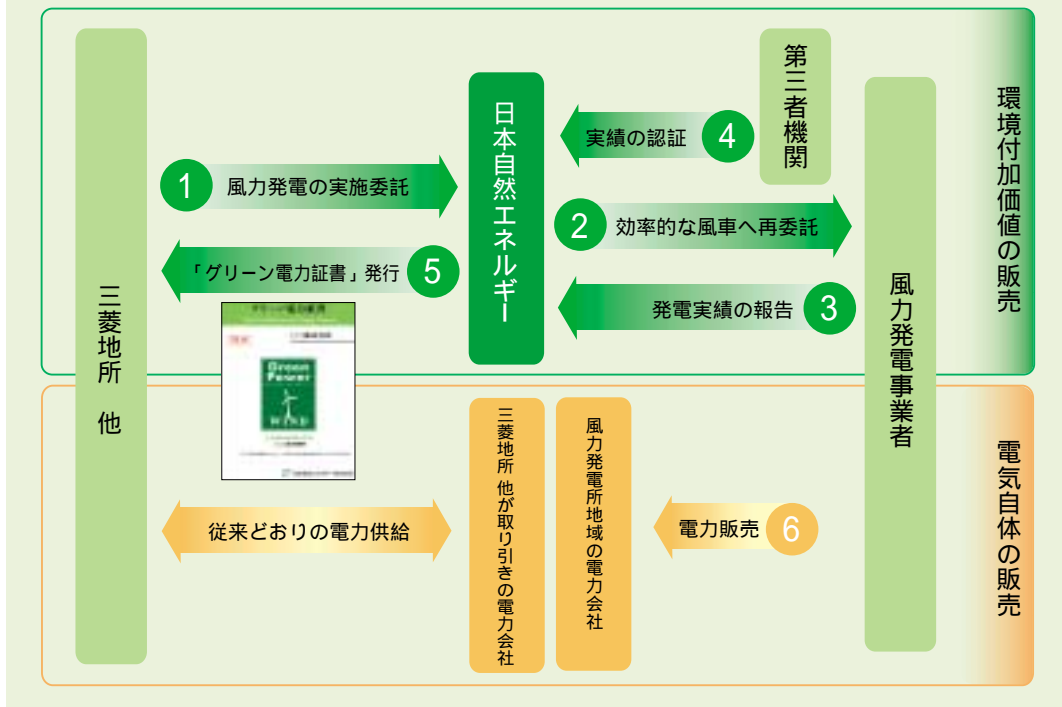 三菱地所 他
1 風力発電の実施委託
「グリーン電力証書」発行 5
Green
Power
WIND
日本自然エネルギー
実績の認証 4
第三者機関
2 効率的な風車へ再委託
発電実績の報告 3
風力発電事業者
環境付加価値の販売
従来どおりの電力供給
三菱地所 他が取り引きの電力会社
風力発電所地域の電力会社
電力販売 6
電気自体の販売